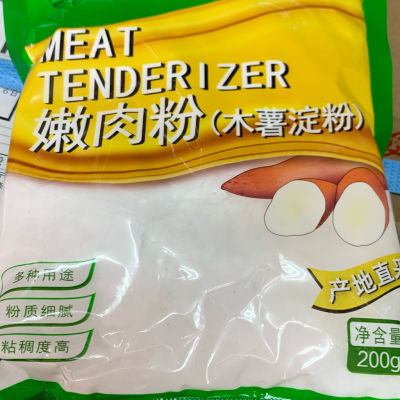 MEAT
TENDERIZER
嫩肉粉(木薯淀粉)
多种用途
粉质细腻
粘稠度高
产地直
净含量
200g